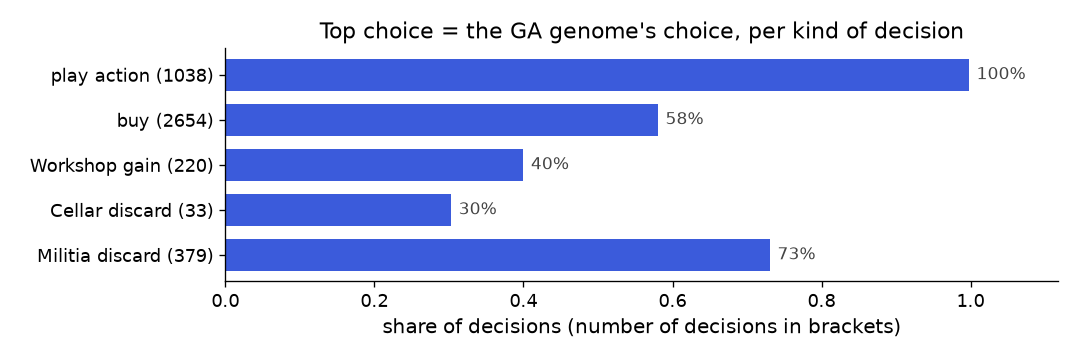 Top choice = the GA genome's choice, per kind of decision
play action (1038)
100%
buy (2654)
58%
Workshop gain (220)
40%
Cellar discard (33)
30%
Militia discard (379)
73%
0.0 0.2 0.4 0.6 0.8 1.0
share of decisions (number of decisions in brackets)